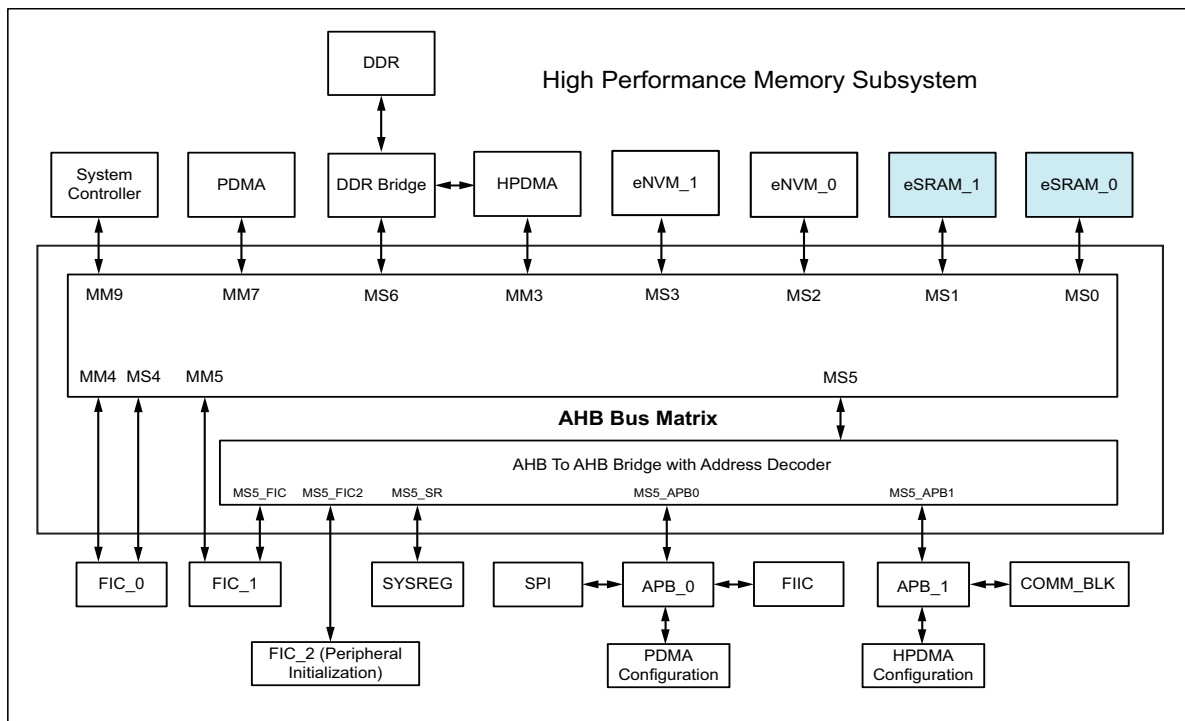 DDR
High Performance Memory Subsystem
System
Controller
PDMA
DDR Bridge
HPDMA
eNVM_1
eNVM_0
eSRAM_1
eSRAM_0
MM9
MM7
MS6
MM3
MS3
MS2
MS1
MS0
MM4
MS4
MM5
MS5
AHB Bus Matrix
AHB To AHB Bridge with Address Decoder
MS5_FIC
MS5_FIC2
MS5_SR
MS5_APB0
MS5_APB1
FIC_0
FIC_1
SYSREG
SPI
APB_0
FIIC
APB_1
COMM_BLK
FIC_2 (Peripheral
Initialization)
PDMA
Configuration
HPDMA
Configuration